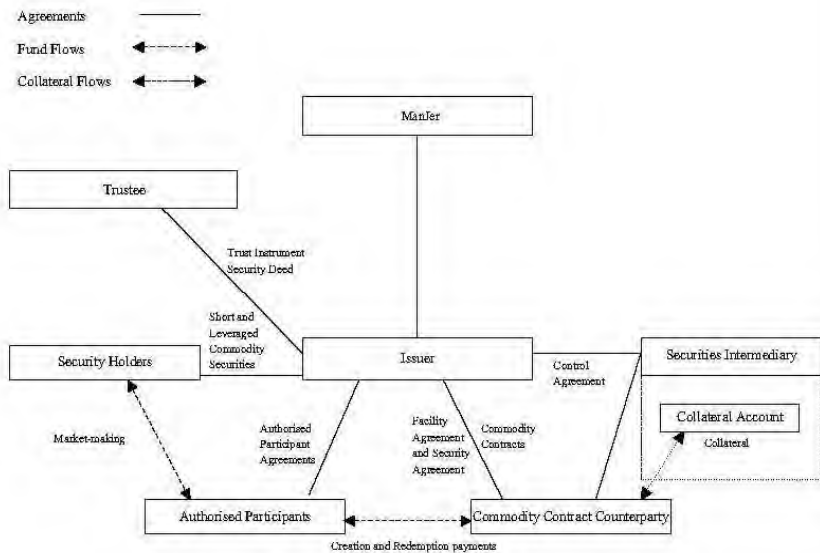 Agreements
Fund Flows
Collateral Flows
ManJer
Trustee
Trust Instrument
Security Deed
Short and
Leveraged
Commodity
Securities
Security Holders
Issuer
Securities Intermediary
Control
Agreement
Collateral Account
Collateral
Market-making
Authorised
Participant
Agreements
Facility
Agreement
and Security
Agreement
Commodity
Contracts
Authorised Participants
Commodity Contract Counterparty
Creation and Redemption payments